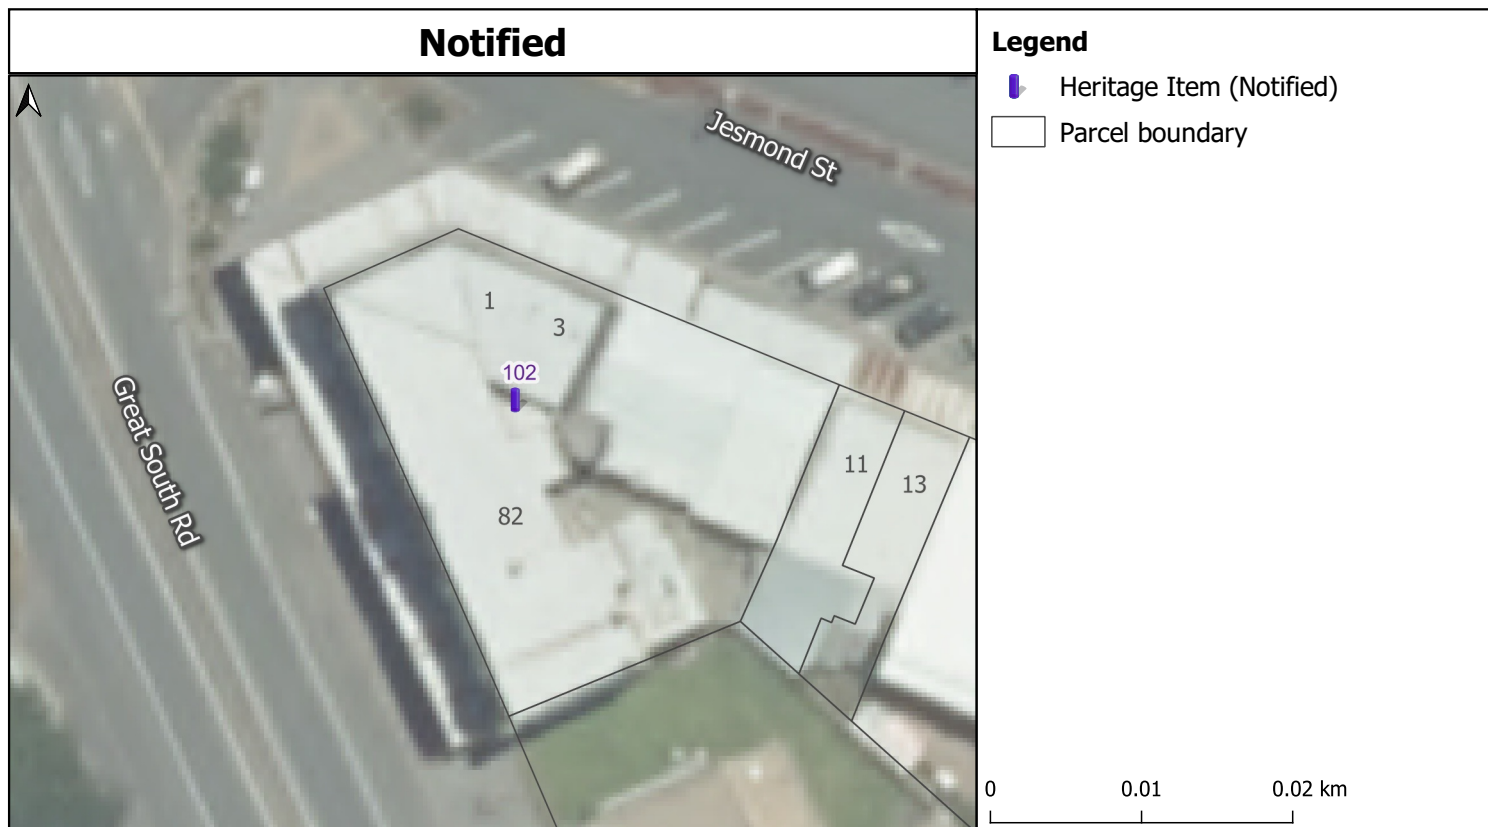 Notified
Legend
Heritage Item (Notified)
Parcel boundary
Jesmond St
Great South Rd
1
3
102
11
13
82
0 0.01 0.02 km